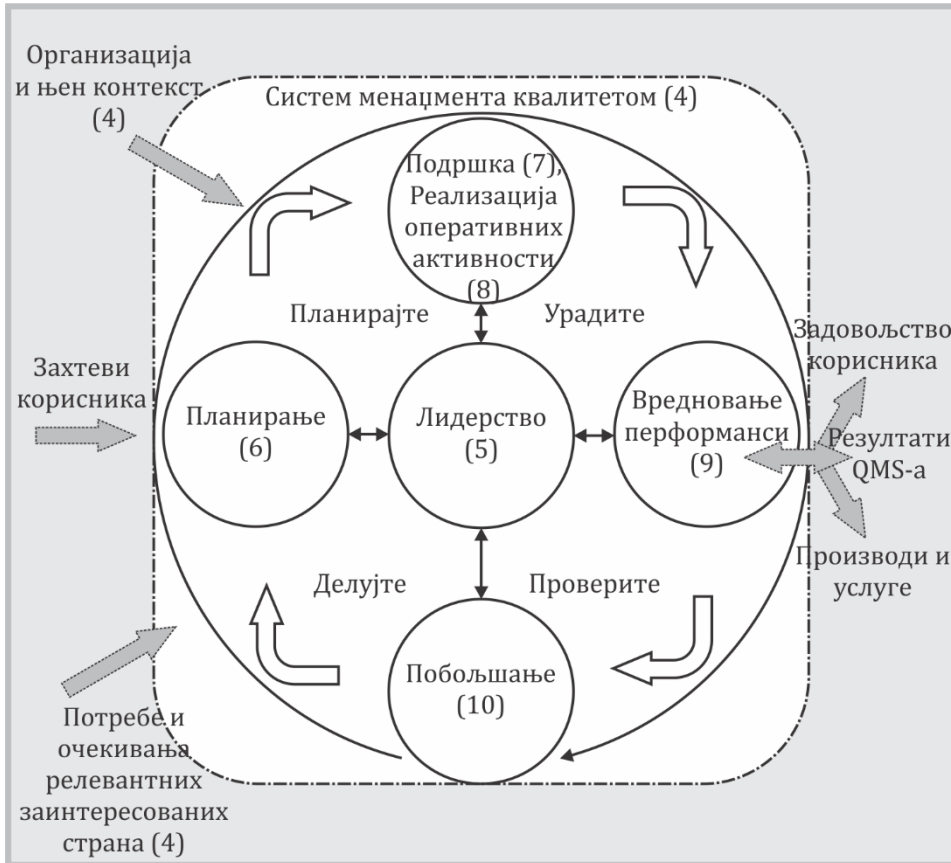 Организација
и њен контекст
(4)
Систем менаџмента квалитетом (4)
Подршка (7),
Реализација
оперативних
активности
(8)
Планирајте
Урадите
Захтеви
корисника
Планирање
(6)
Лидерство
(5)
Вредновање
перформанси
(9)
Задовољство
корисника
Резултати
QMS-а
Производи и
услуге
Делујте
Проверите
Побољшање
(10)
Потребе и
очекивања
релевантних
заинтересованих
страна (4)